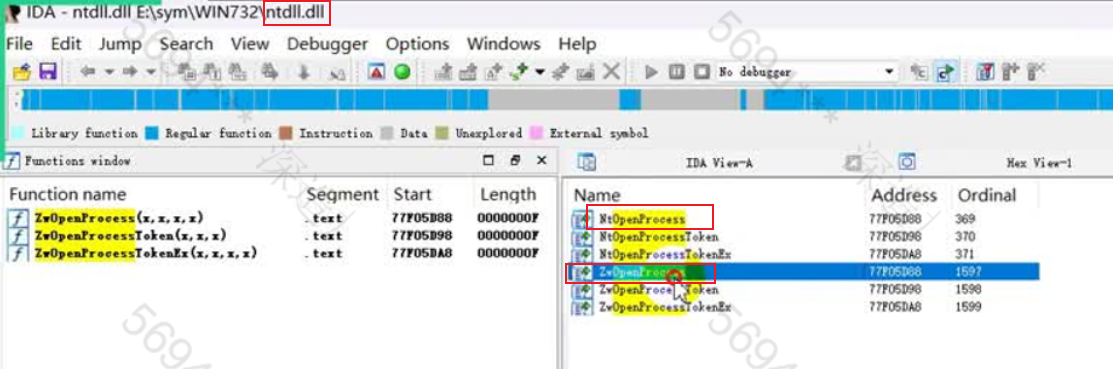 IDA - ntdll.dll E:\sym\WIN732\ntdll.dll
File Edit Jump Search View Debugger Options Windows Help
No debugger
Library function Regular function Instruction Data Unexplored External symbol
Functions window
Function name Segment Start Length
ZwOpenProcess(x,x,x,x) .text 77F05D88 0000000F
ZwOpenProcessToken(x,x,x) .text 77F05D98 0000000F
ZwOpenProcessTokenEx(x,x,x,x) .text 77F05DA8 0000000F
IDA View-A Hex View-1
Name Address Ordinal
NtOpenProcess 77F05D88 369
NtOpenProcessToken 77F05D98 370
NtOpenProcessTokenEx 77F05DA8 371
ZwOpenProcess 77F05D88 1597
ZwOpenProcessToken 77F05D98 1598
ZwOpenProcessTokenEx 77F05DA8 1599
5694***
5694***